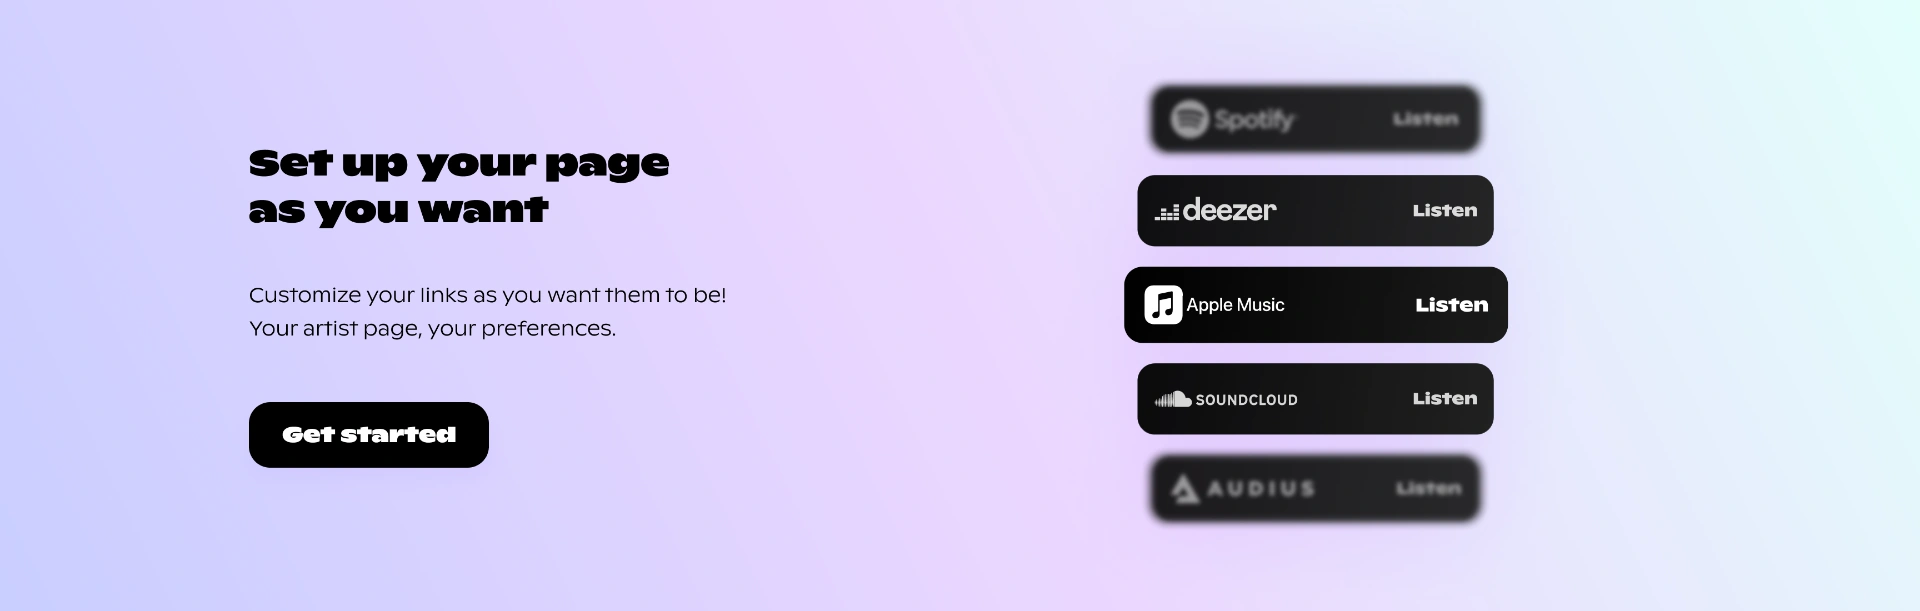 Set up your page
as you want
Customize your links as you want them to be!
Your artist page, your preferences.
Get started
Spotify Listen
deezer Listen
Apple Music Listen
SOUNDCLOUD Listen
AUDIUS Listen